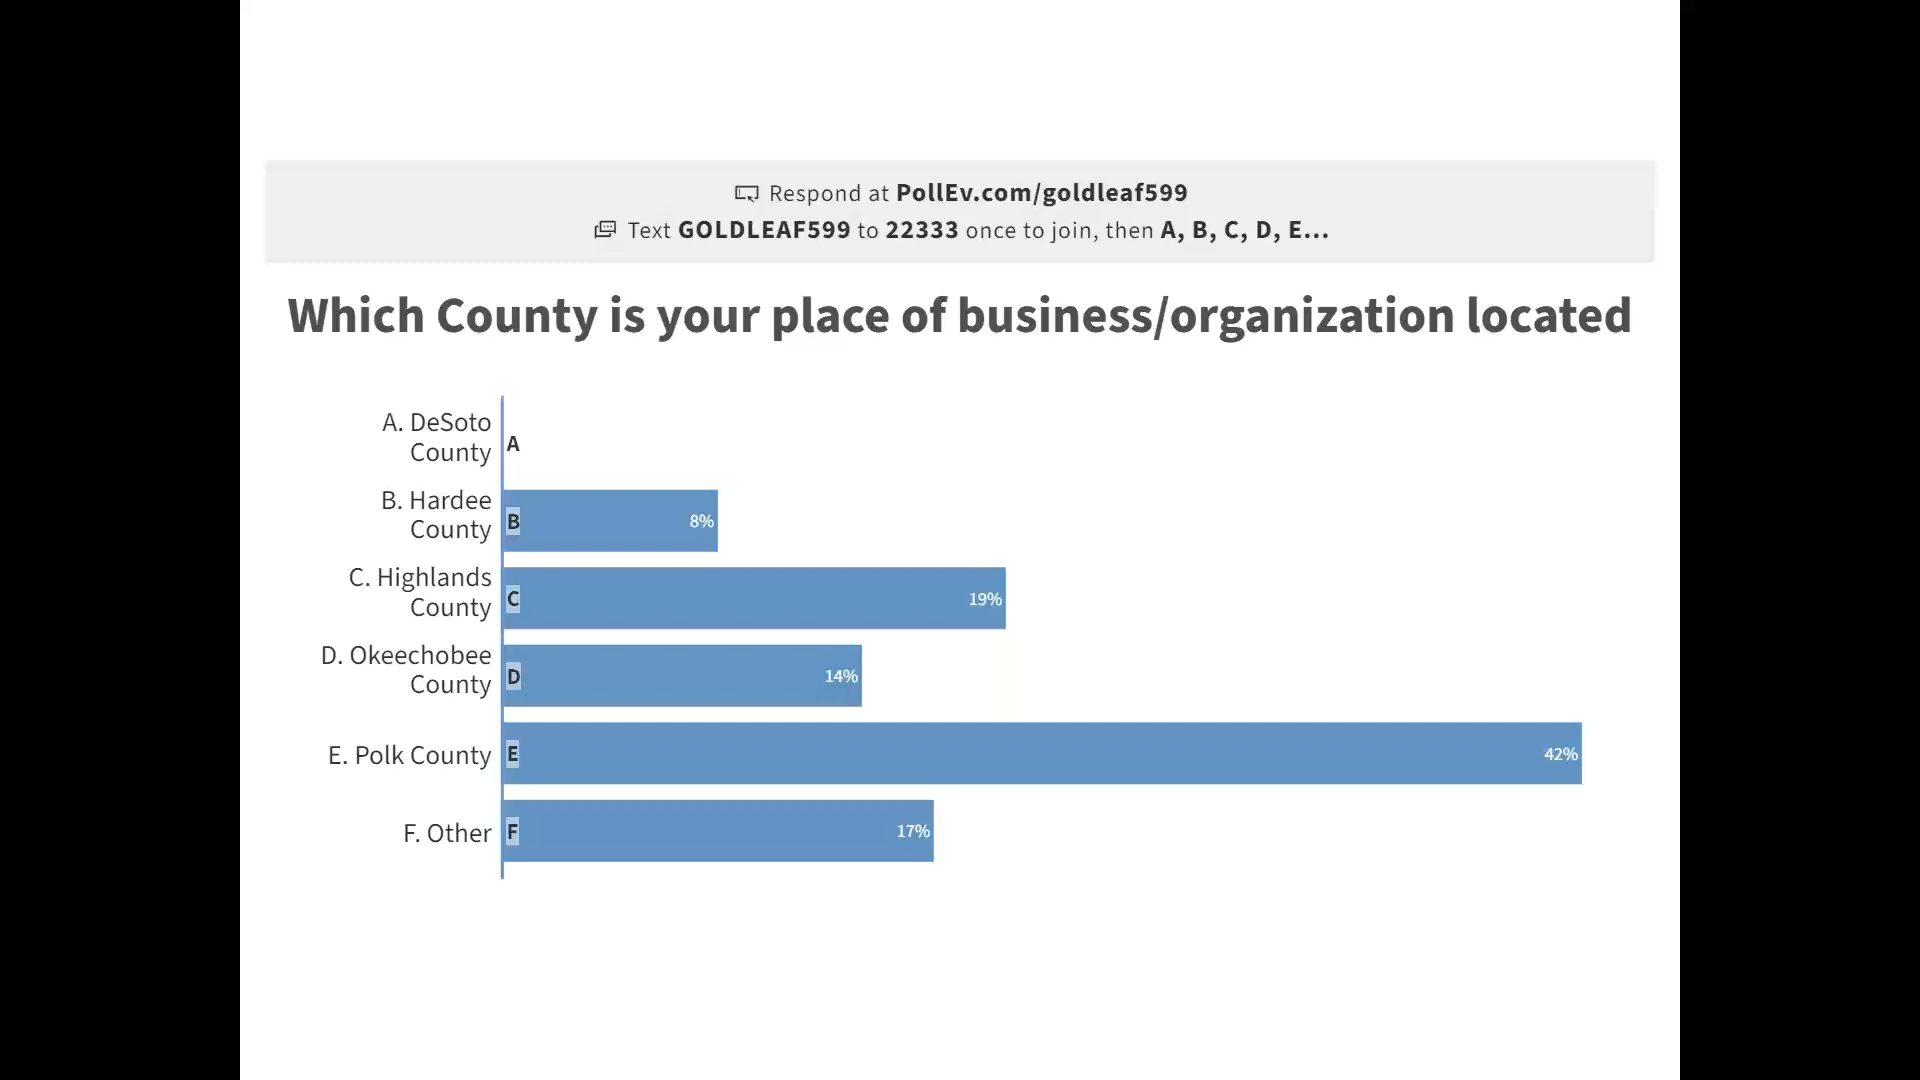 Respond at PollEv.com/goldleaf599
Text GOLDLEAF599 to 22333 once to join, then A, B, C, D, E...
Which County is your place of business/organization located
A. DeSoto
County
A
B. Hardee
County
B
8%
C. Highlands
County
C
19%
D. Okeechobee
County
D
14%
E. Polk County
E
42%
F. Other
F
17%